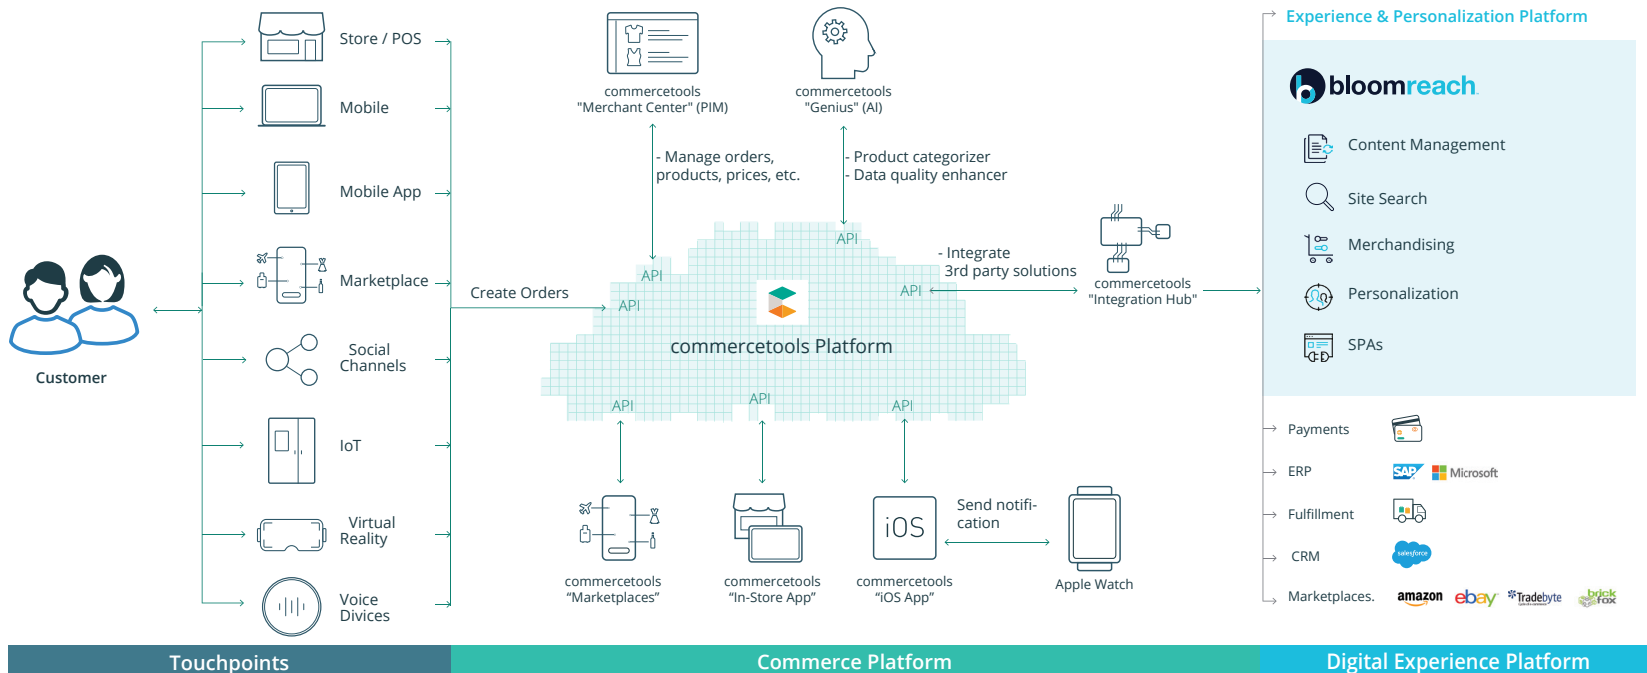 Store / POS
Mobile
Mobile App
Marketplace
Social
Channels
IoT
Virtual
Reality
Voice
Divices
Customer
Touchpoints
commercetools
"Merchant Center" (PIM)
commercetools
"Genius" (AI)
- Manage orders,
products, prices, etc.
- Product categorizer
- Data quality enhancer
API
API
API
API
- Integrate
3rd party solutions
commercetools
"Integration Hub"
Create Orders
commercetools Platform
API
API
API
commercetools
“Marketplaces”
commercetools
“In-Store App”
iOS
commercetools
“iOS App”
Send notifi-
cation
Apple Watch
Commerce Platform
Experience & Personalization Platform
bloomreach
Content Management
Site Search
Merchandising
Personalization
SPAs
Payments
ERP
SAP
Microsoft
Fulfillment
CRM
salesforce
Marketplaces.
amazon
ebay
Tradebyte
brick
fox
Digital Experience Platform